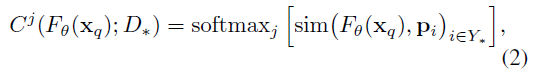 C^j(F_θ(x_q); D_*) = softmax_j [sim(F_θ(x_q), p_i)_{i∈Y_*}],
(2)